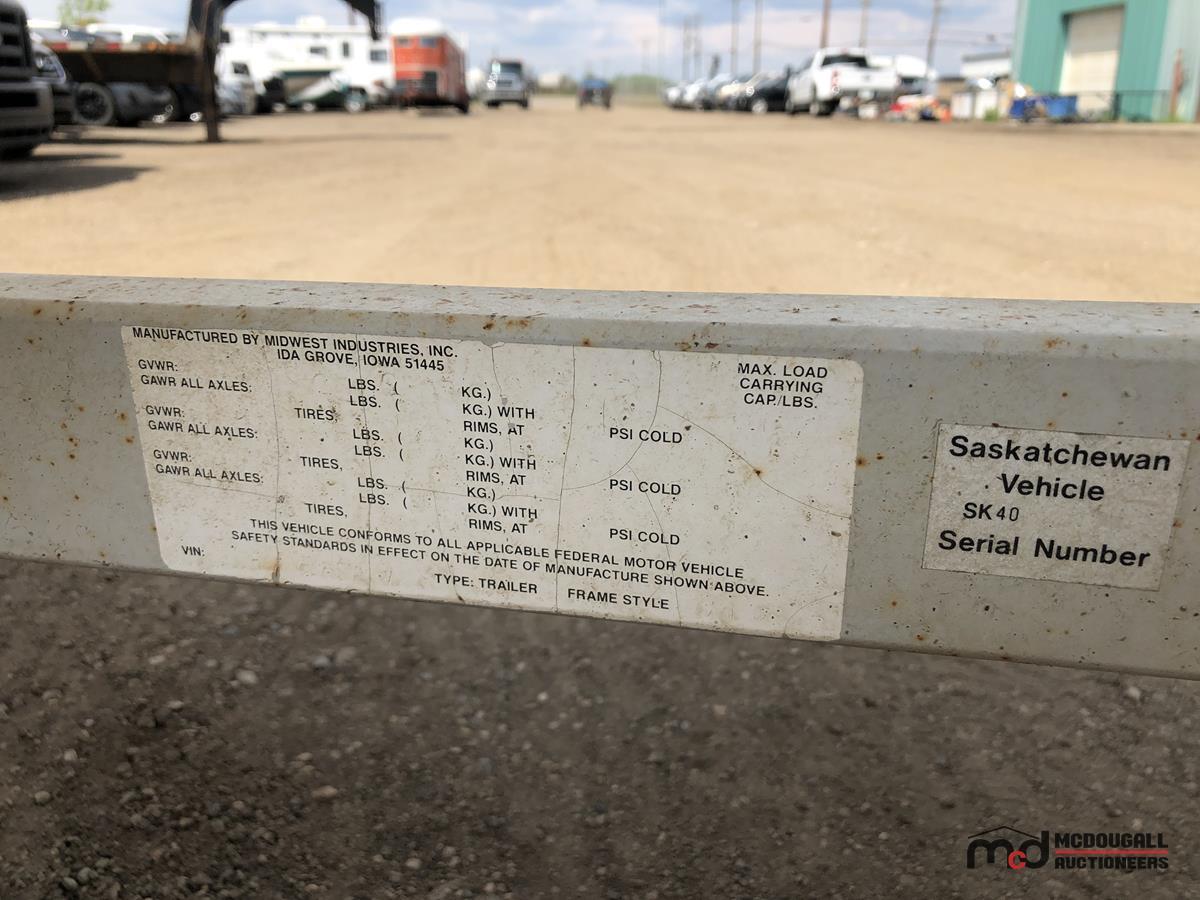 MANUFACTURED BY MIDWEST INDUSTRIES, INC.
IDA GROVE, IOWA 51445
MAX. LOAD
CARRYING
CAP./LBS.
GVWR: LBS. ( KG.)
GAWR ALL AXLES: LBS. ( KG.) WITH
TIRES, RIMS, AT PSI COLD
GVWR: LBS. ( KG.)
GAWR ALL AXLES: LBS. ( KG.) WITH
TIRES, RIMS, AT PSI COLD
GVWR: LBS. ( KG.)
GAWR ALL AXLES: LBS. ( KG.) WITH
TIRES, RIMS, AT PSI COLD
THIS VEHICLE CONFORMS TO ALL APPLICABLE FEDERAL MOTOR VEHICLE
SAFETY STANDARDS IN EFFECT ON THE DATE OF MANUFACTURE SHOWN ABOVE.
VIN: TYPE: TRAILER FRAME STYLE
Saskatchewan
Vehicle
SK40
Serial Number
mcd MCDOUGALL
AUCTIONEERS